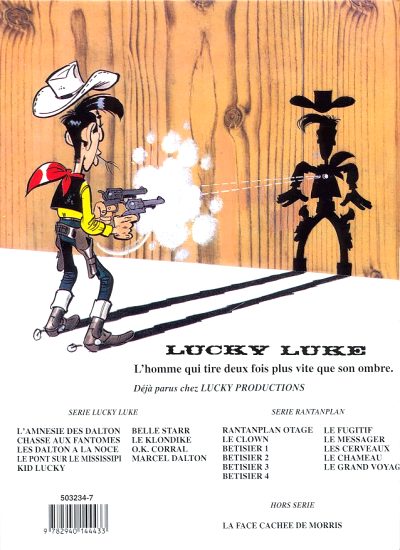 LUCKY LUKE
L'homme qui tire deux fois plus vite que son ombre.
Déjà parus chez LUCKY PRODUCTIONS
SERIE LUCKY LUKE
L'AMNESIE DES DALTON
CHASSE AUX FANTOMES
LES DALTON A LA NOCE
LE PONT SUR LE MISSISSIPI
KID LUCKY
BELLE STARR
LE KLONDIKE
O.K. CORRAL
MARCEL DALTON
SERIE RANTANPLAN
RANTANPLAN OTAGE
LE CLOWN
BETISIER 1
BETISIER 2
BETISIER 3
BETISIER 4
LE FUGITIF
LE MESSAGER
LES CERVEAUX
LE CHAMEAU
LE GRAND VOYAG
HORS SERIE
LA FACE CACHEE DE MORRIS
503234-7
9 782940 144433